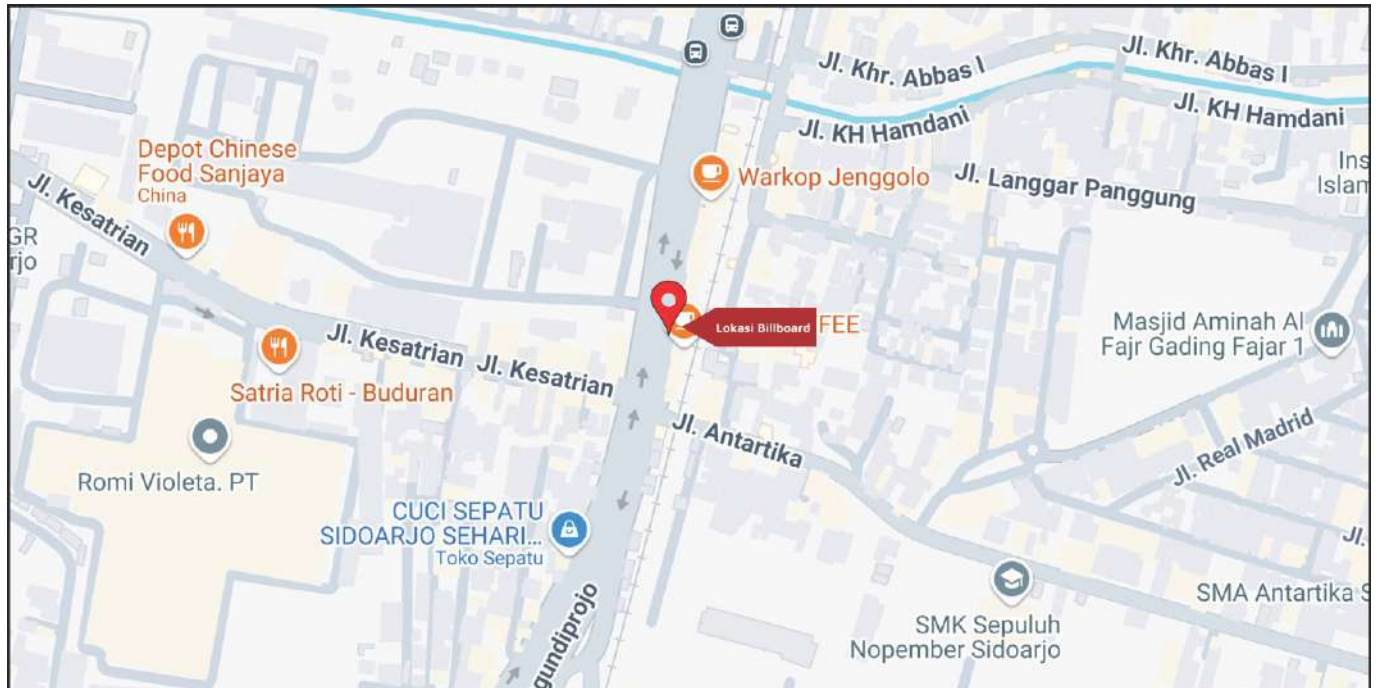 Jl. Khr. Abbas I
Jl. Khr. Abbas I
Jl. KH Hamdani
Jl. KH Hamdani
Depot Chinese
Food Sanjaya
China
Warkop Jenggolo
Jl. Langgar Panggung
Ins
Islam
Jl. Kesatrian
GR
rjo
Lokasi Billboard
FEE
Masjid Aminah Al
Fajr Gading Fajar 1
Jl. Kesatrian
Jl. Kesatrian
Satria Roti - Buduran
Jl. Antartika
Jl. Real Madrid
Romi Violeta. PT
CUCI SEPATU
SIDOARJO SEHARI...
Toko Sepatu
Jl.
SMA Antartika S
SMK Sepuluh
Nopember Sidoarjo
gundiprojo